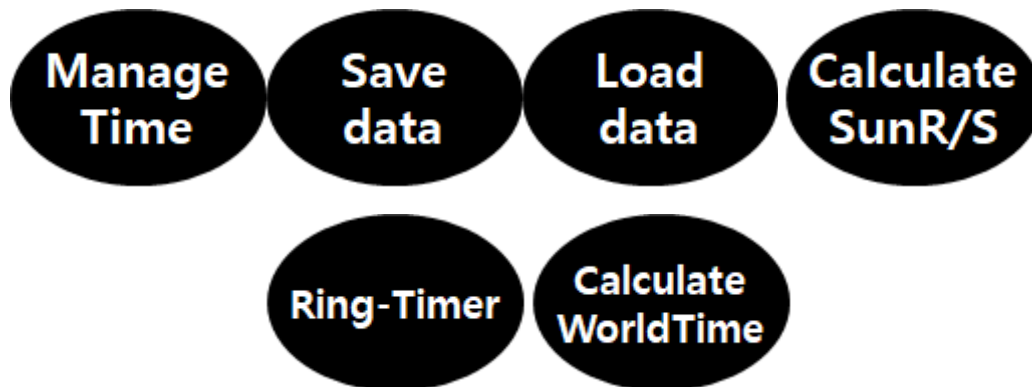 Manage
Time
Save
data
Load
data
Calculate
SunR/S
Ring-Timer
Calculate
WorldTime